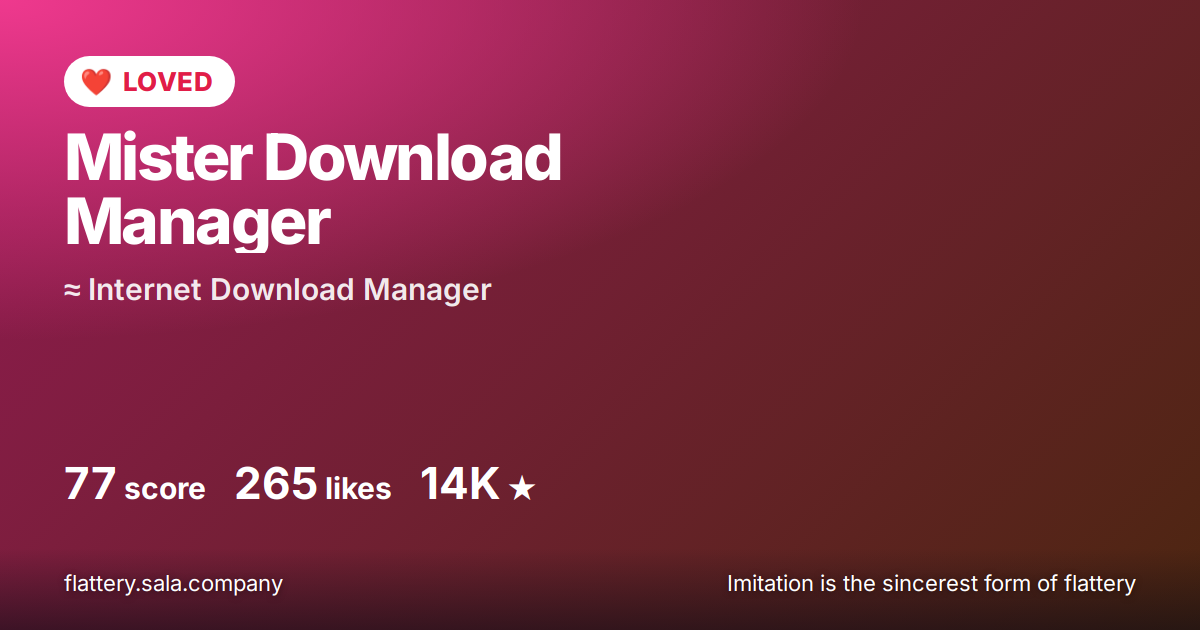 ❤️ LOVED
Mister Download
Manager
≈ Internet Download Manager
77 score 265 likes 14K ★
flattery.sala.company
Imitation is the sincerest form of flattery